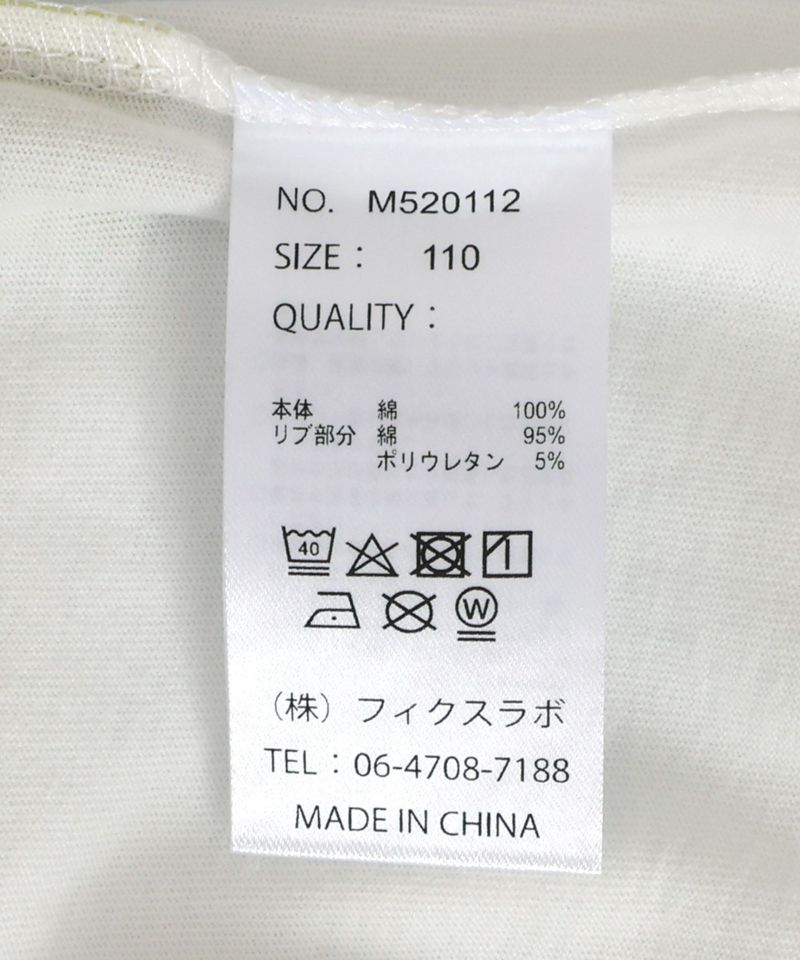 NO. M520112
SIZE： 110
QUALITY：
本体 綿 100%
リブ部分 綿 95%
ポリウレタン 5%
40
W
（株）フィクスラボ
TEL：06-4708-7188
MADE IN CHINA